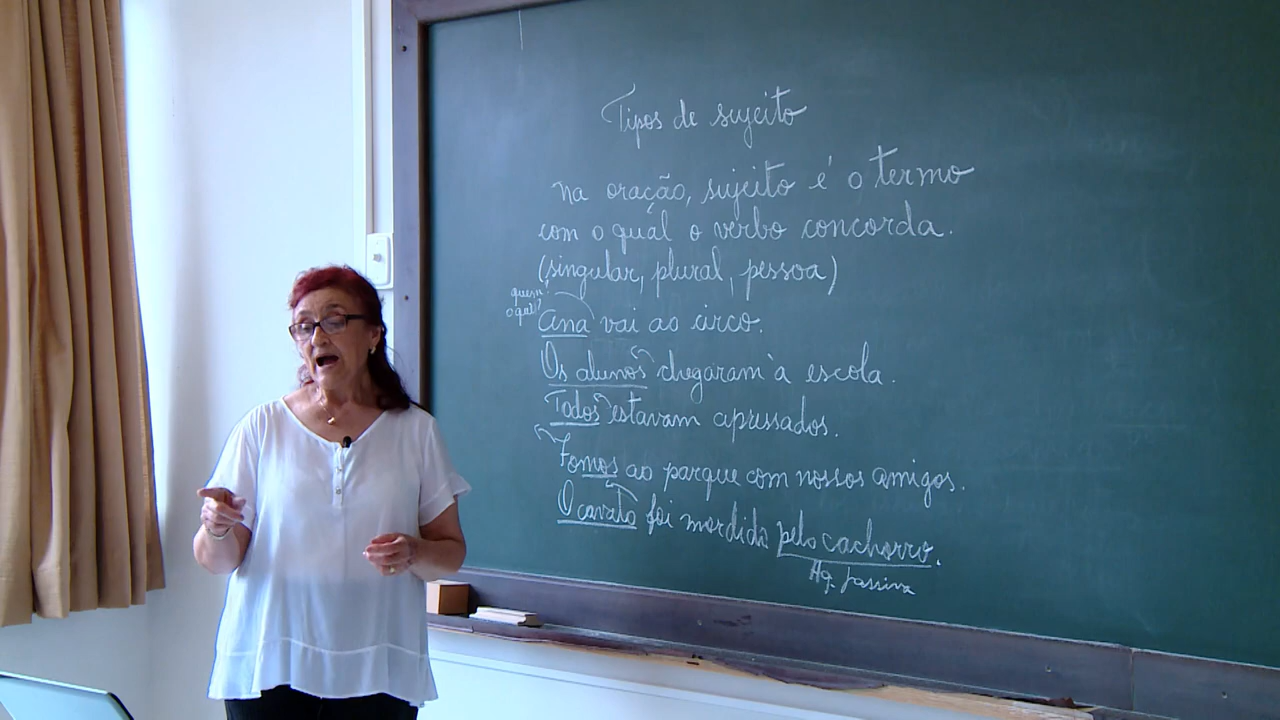 Tipos de sujeito
Na oração, sujeito é o termo
com o qual o verbo concorda.
(singular, plural, pessoa)
quem?
o qual?
Ana vai ao circo.
Os alunos chegaram à escola.
Todos estavam apressados.
Fomos ao parque com nossos amigos.
O cavalo foi mordido pelo cachorro.
Ag. passiva